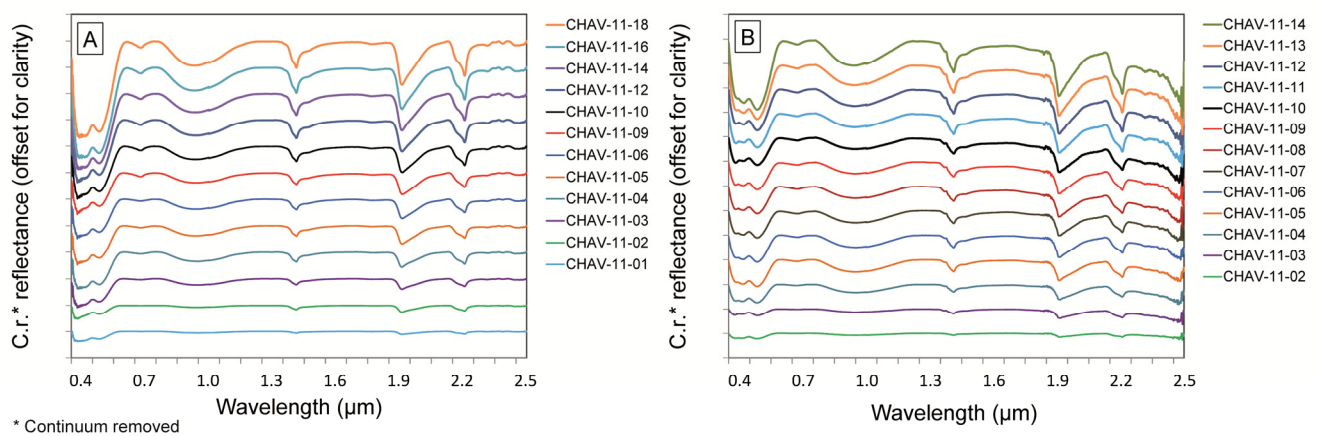 C.r.* reflectance (offset for clarity)
A
CHAV-11-18
CHAV-11-16
CHAV-11-14
CHAV-11-12
CHAV-11-10
CHAV-11-09
CHAV-11-06
CHAV-11-05
CHAV-11-04
CHAV-11-03
CHAV-11-02
CHAV-11-01
0.4 0.7 1.0 1.3 1.6 1.9 2.2 2.5
Wavelength (μm)
* Continuum removed
C.r.* reflectance (offset for clarity)
B
CHAV-11-14
CHAV-11-13
CHAV-11-12
CHAV-11-11
CHAV-11-10
CHAV-11-09
CHAV-11-08
CHAV-11-07
CHAV-11-06
CHAV-11-05
CHAV-11-04
CHAV-11-03
CHAV-11-02
0.4 0.7 1.0 1.3 1.6 1.9 2.2 2.5
Wavelength (μm)